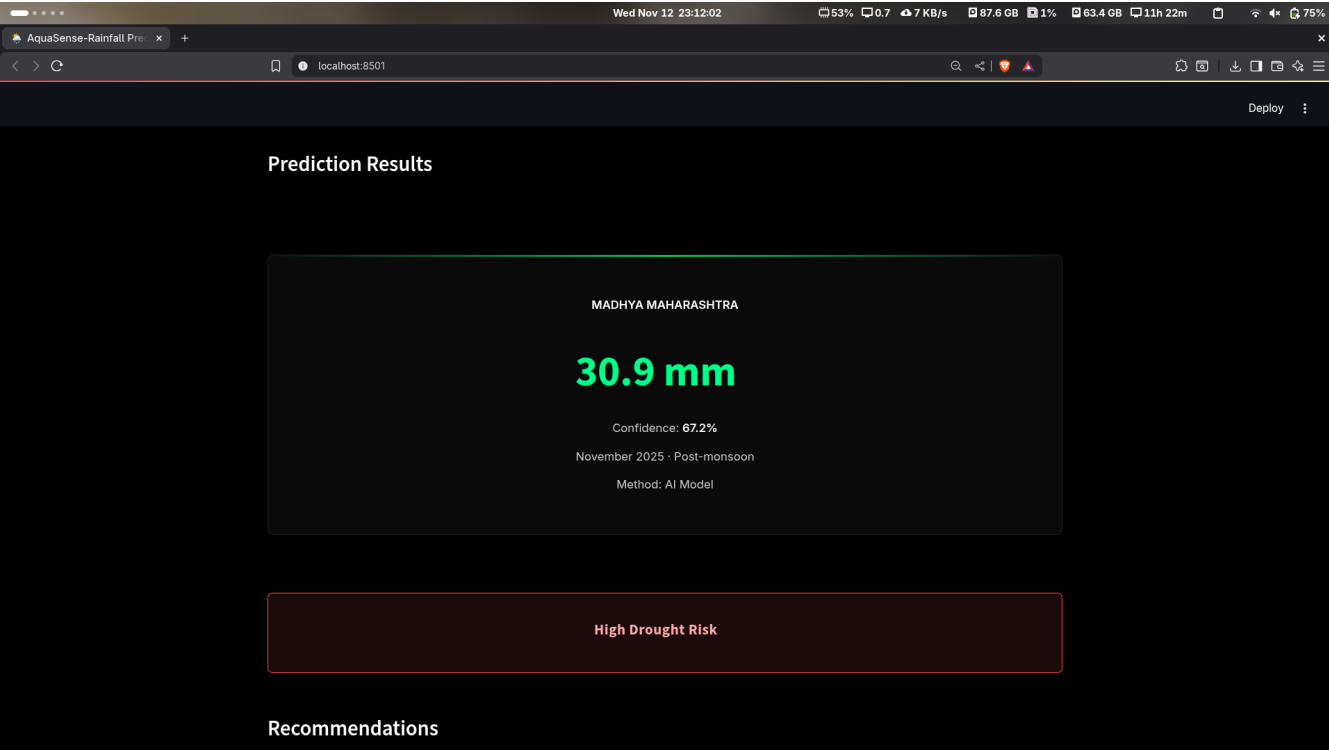 Wed Nov 12 23:12:02
53% 0.7 7 KB/s 87.6 GB 1% 63.4 GB 11h 22m 75%
AquaSense-Rainfall Pre
localhost:8501
Deploy
Prediction Results
MADHYA MAHARASHTRA
30.9 mm
Confidence: 67.2%
November 2025 · Post-monsoon
Method: AI Model
High Drought Risk
Recommendations